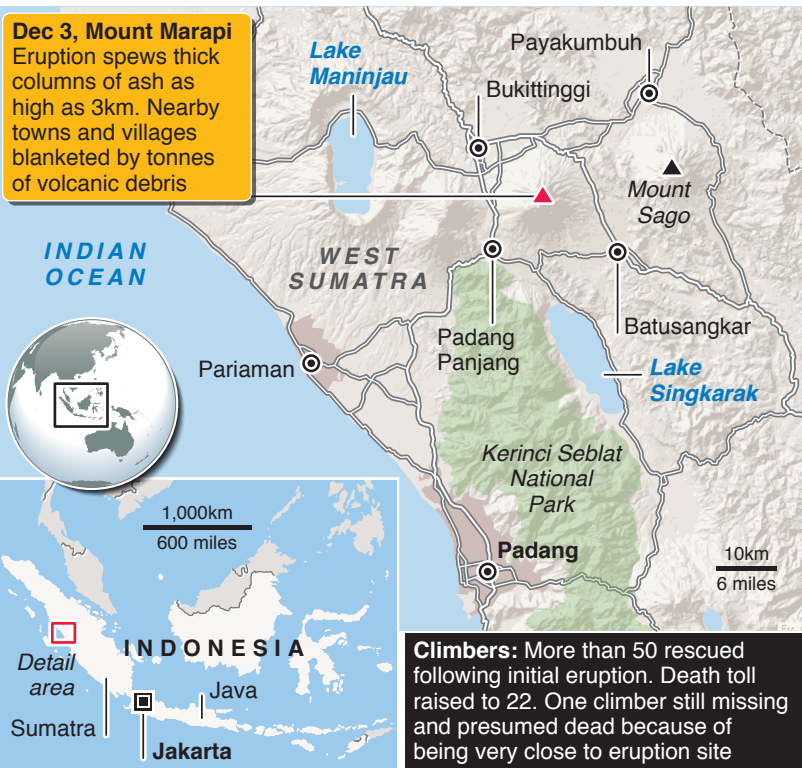 Dec 3, Mount Marapi
Eruption spews thick
columns of ash as
high as 3km. Nearby
towns and villages
blanketed by tonnes
of volcanic debris
Lake
Maninjau
Payakumbuh
Bukittinggi
Mount
Sago
INDIAN
OCEAN
WEST
SUMATRA
Padang
Panjang
Batusangkar
Pariaman
Lake
Singkarak
Kerinci Seblat
National
Park
Padang
10km
6 miles
1,000km
600 miles
INDONESIA
Detail
area
Java
Sumatra
Jakarta
Climbers: More than 50 rescued
following initial eruption. Death toll
raised to 22. One climber still missing
and presumed dead because of
being very close to eruption site